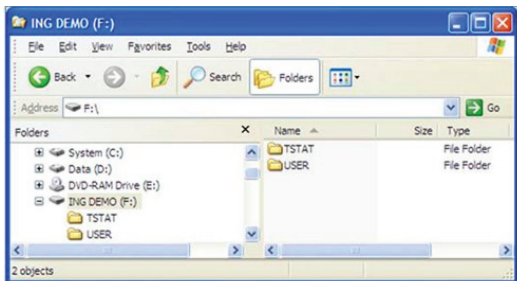 ING DEMO (F:)
File Edit View Favorites Tools Help
Back Search Folders
Address F:\ Go
Folders Name Size Type
System (C:) TSTAT File Folder
Data (D:) USER File Folder
DVD-RAM Drive (E:)
ING DEMO (F:)
TSTAT
USER
2 objects